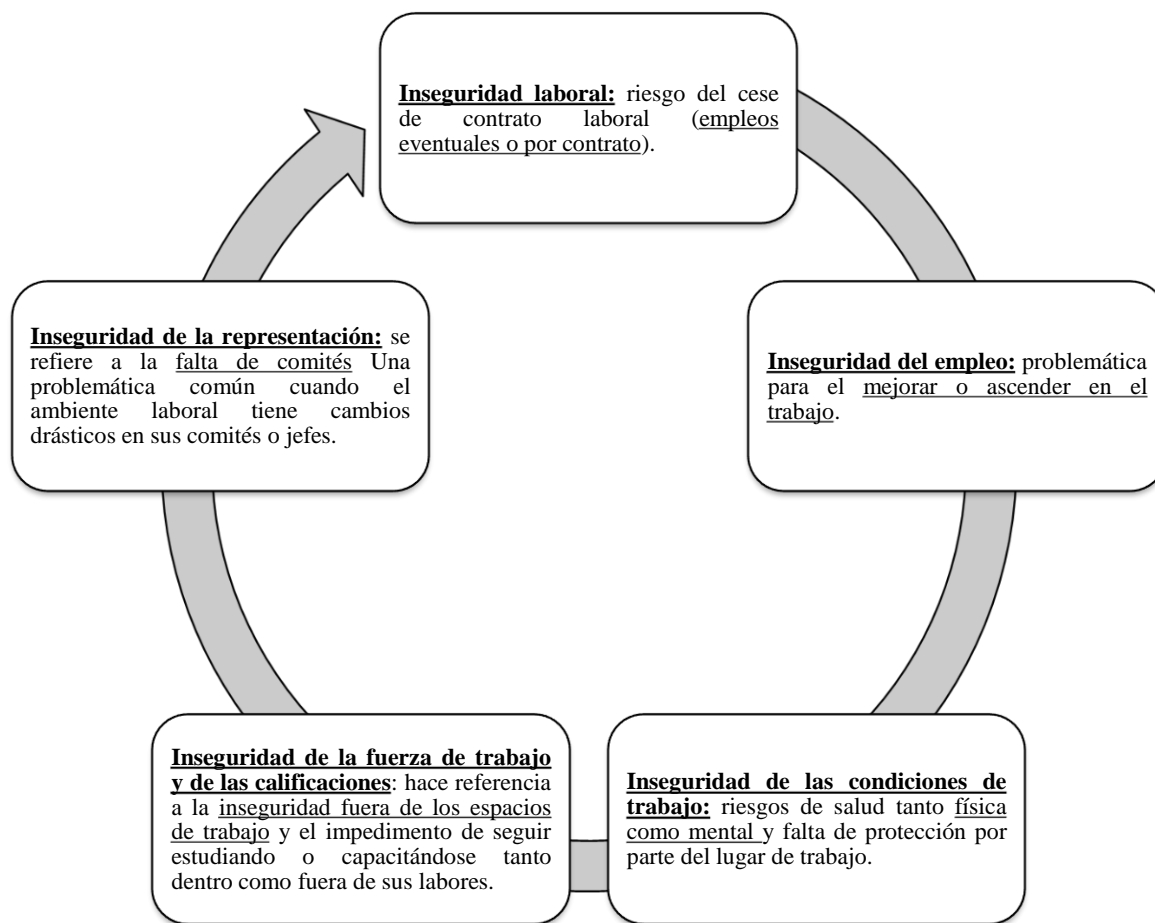 Inseguridad laboral: riesgo del cese
de contrato laboral (empleos
eventuales o por contrato).
Inseguridad del empleo: problemática
para el mejorar o ascender en el
trabajo.
Inseguridad de las condiciones de
trabajo: riesgos de salud tanto física
como mental y falta de protección por
parte del lugar de trabajo.
Inseguridad de la fuerza de trabajo
y de las calificaciones: hace referencia
a la inseguridad fuera de los espacios
de trabajo y el impedimento de seguir
estudiando o capacitándose tanto
dentro como fuera de sus labores.
Inseguridad de la representación: se
refiere a la falta de comités Una
problemática común cuando el
ambiente laboral tiene cambios
drásticos en sus comités o jefes.